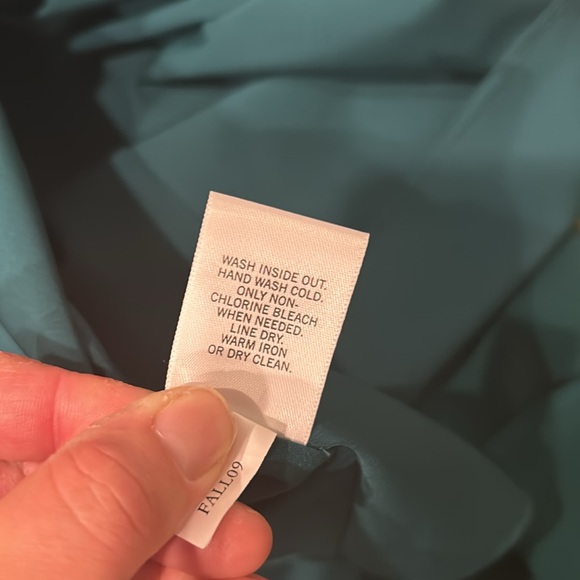 WASH INSIDE OUT.
HAND WASH COLD.
ONLY NON-
CHLORINE BLEACH
WHEN NEEDED.
LINE DRY.
WARM IRON
OR DRY CLEAN.
FALL09